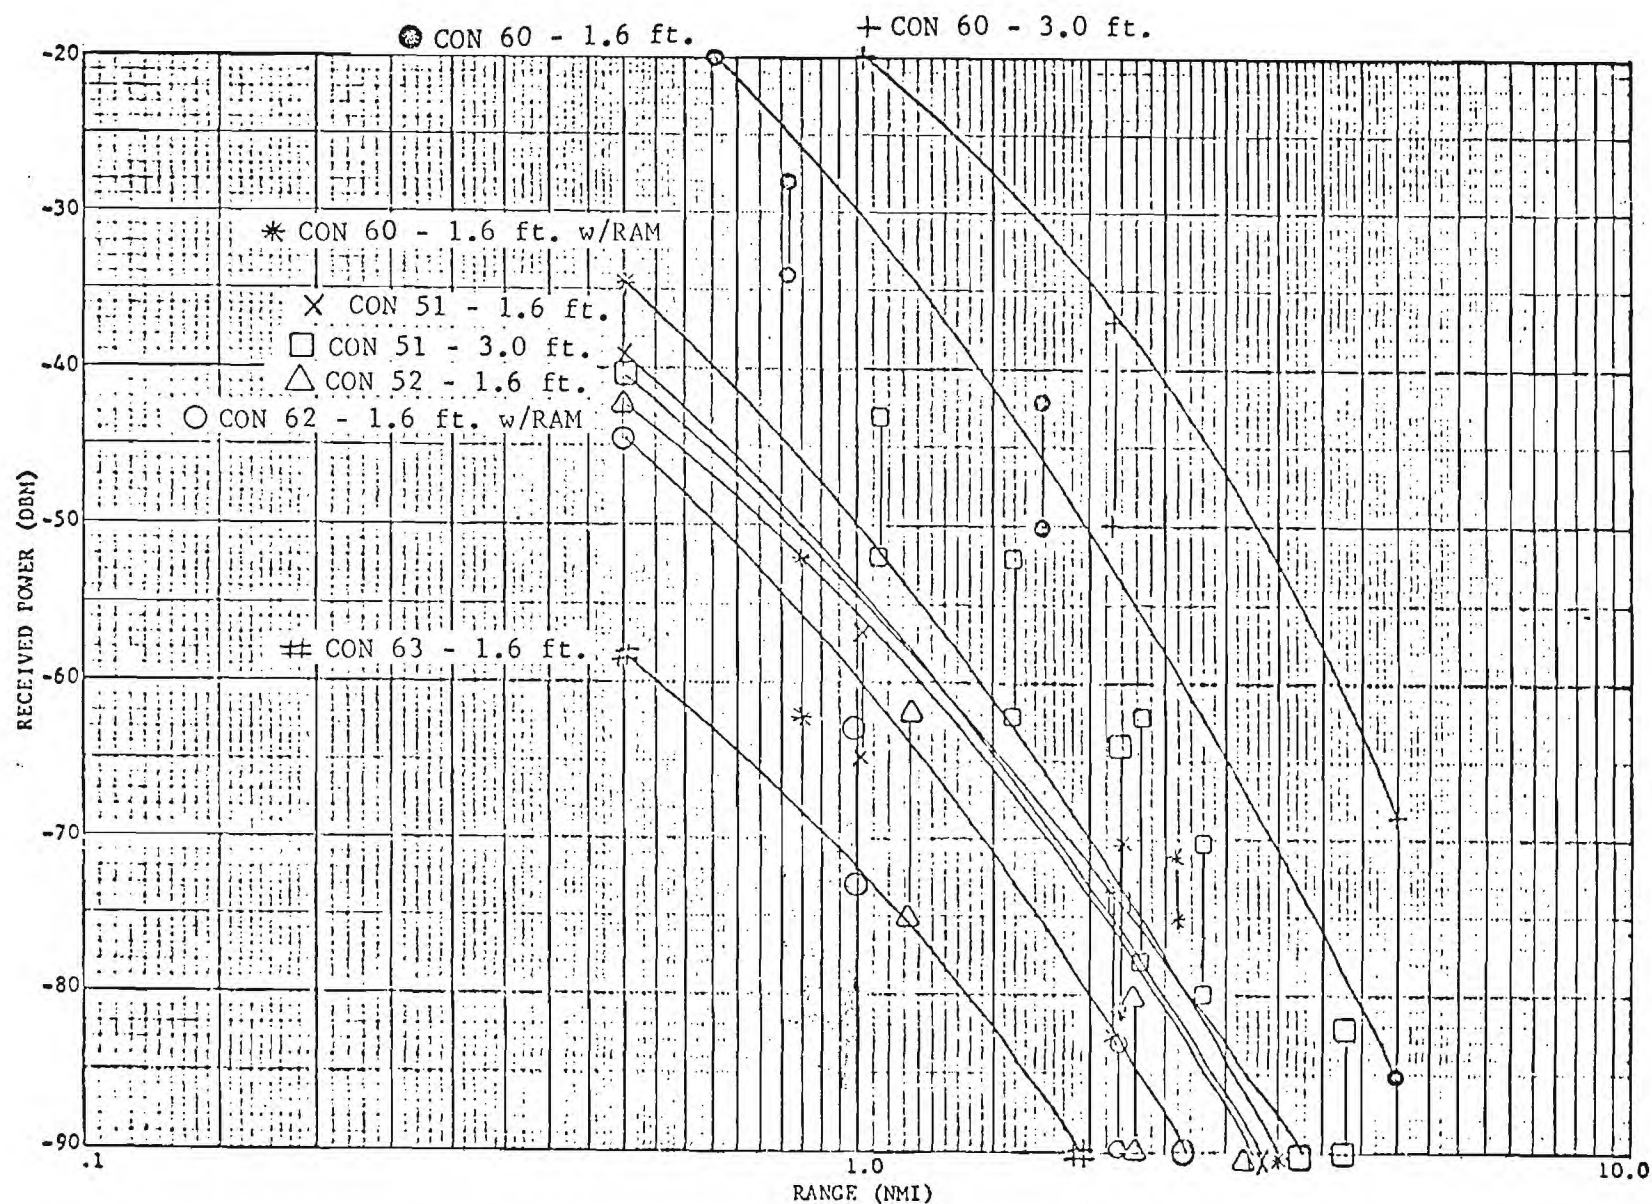 CON 60 - 1.6 ft.
+ CON 60 - 3.0 ft.
-20
-30
* CON 60 - 1.6 ft. w/RAM
X CON 51 - 1.6 ft.
□ CON 51 - 3.0 ft.
-40
△ CON 52 - 1.6 ft.
○ CON 62 - 1.6 ft. w/RAM
RECEIVED POWER (DBM)
-50
# CON 63 - 1.6 ft.
-60
-70
-80
-90
.1
1.0
10.0
RANGE (NMI)